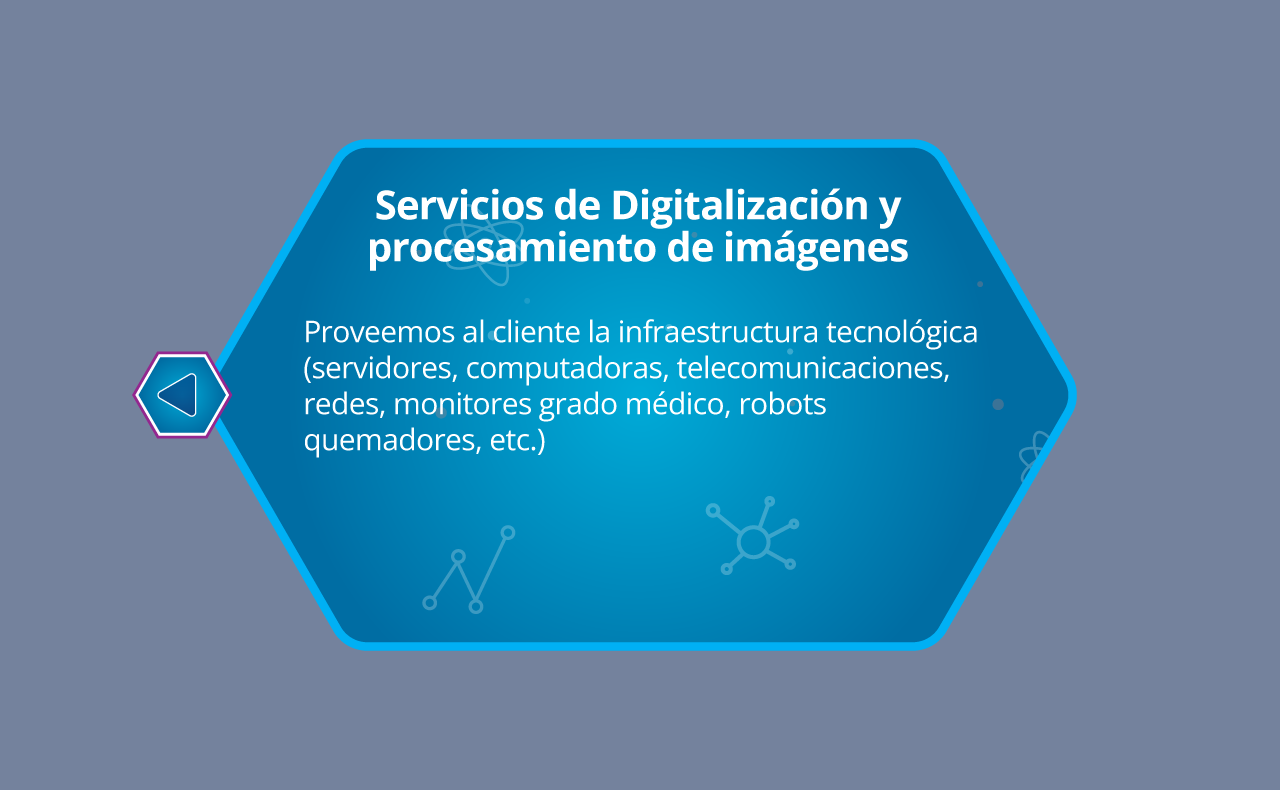 Servicios de Digitalización y
procesamiento de imágenes
Proveemos al cliente la infraestructura tecnológica
(servidores, computadoras, telecomunicaciones,
redes, monitores grado médico, robots
quemadores, etc.)